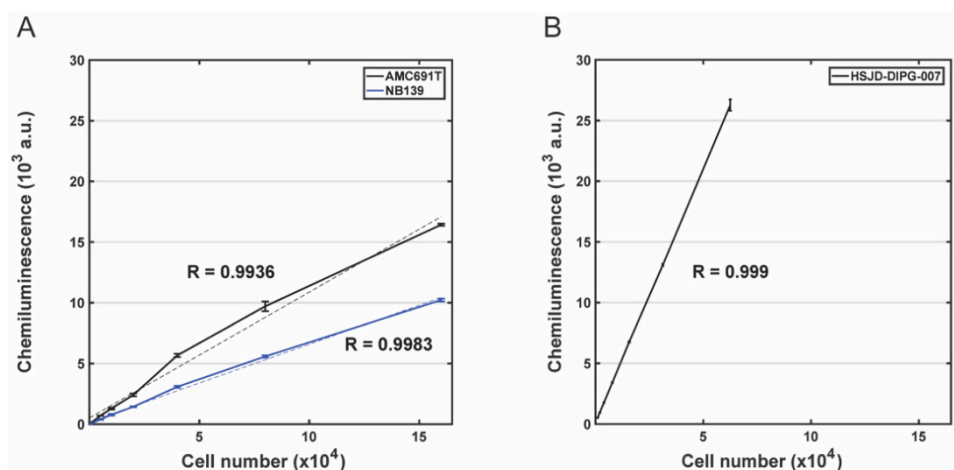 A
Chemiluminescence (10³ a.u.)
30
25
20
15
10
5
0
AMC691T
NB139
R = 0.9936
R = 0.9983
5
10
15
Cell number (x10⁴)
B
Chemiluminescence (10³ a.u.)
30
25
20
15
10
5
0
HSJD-DIPG-007
R = 0.999
5
10
15
Cell number (x10⁴)